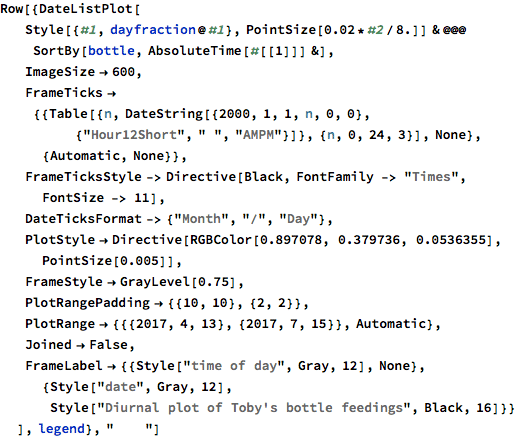 Row[{DateListPlot[
Style[{#1, dayfraction@#1}, PointSize[0.02*#2/8.]] &@@@
SortBy[bottle, AbsoluteTime[#[[1]]] &],
ImageSize→600,
FrameTicks→
{{Table[{n, DateString[{2000, 1, 1, n, 0, 0},
{"Hour12Short", " ", "AMPM"}]}, {n, 0, 24, 3}], None},
{Automatic, None}},
FrameTicksStyle -> Directive[Black, FontFamily -> "Times",
FontSize -> 11],
DateTicksFormat -> {"Month", "/", "Day"},
PlotStyle→Directive[RGBColor[0.897078, 0.379736, 0.0536355],
PointSize[0.005]],
FrameStyle→GrayLevel[0.75],
PlotRangePadding→{{10, 10}, {2, 2}},
PlotRange→{{{2017, 4, 13}, {2017, 7, 15}}, Automatic},
Joined→False,
FrameLabel→{{Style["time of day", Gray, 12], None},
{Style["date", Gray, 12],
Style["Diurnal plot of Toby's bottle feedings", Black, 16]}}
], legend}, "    "]